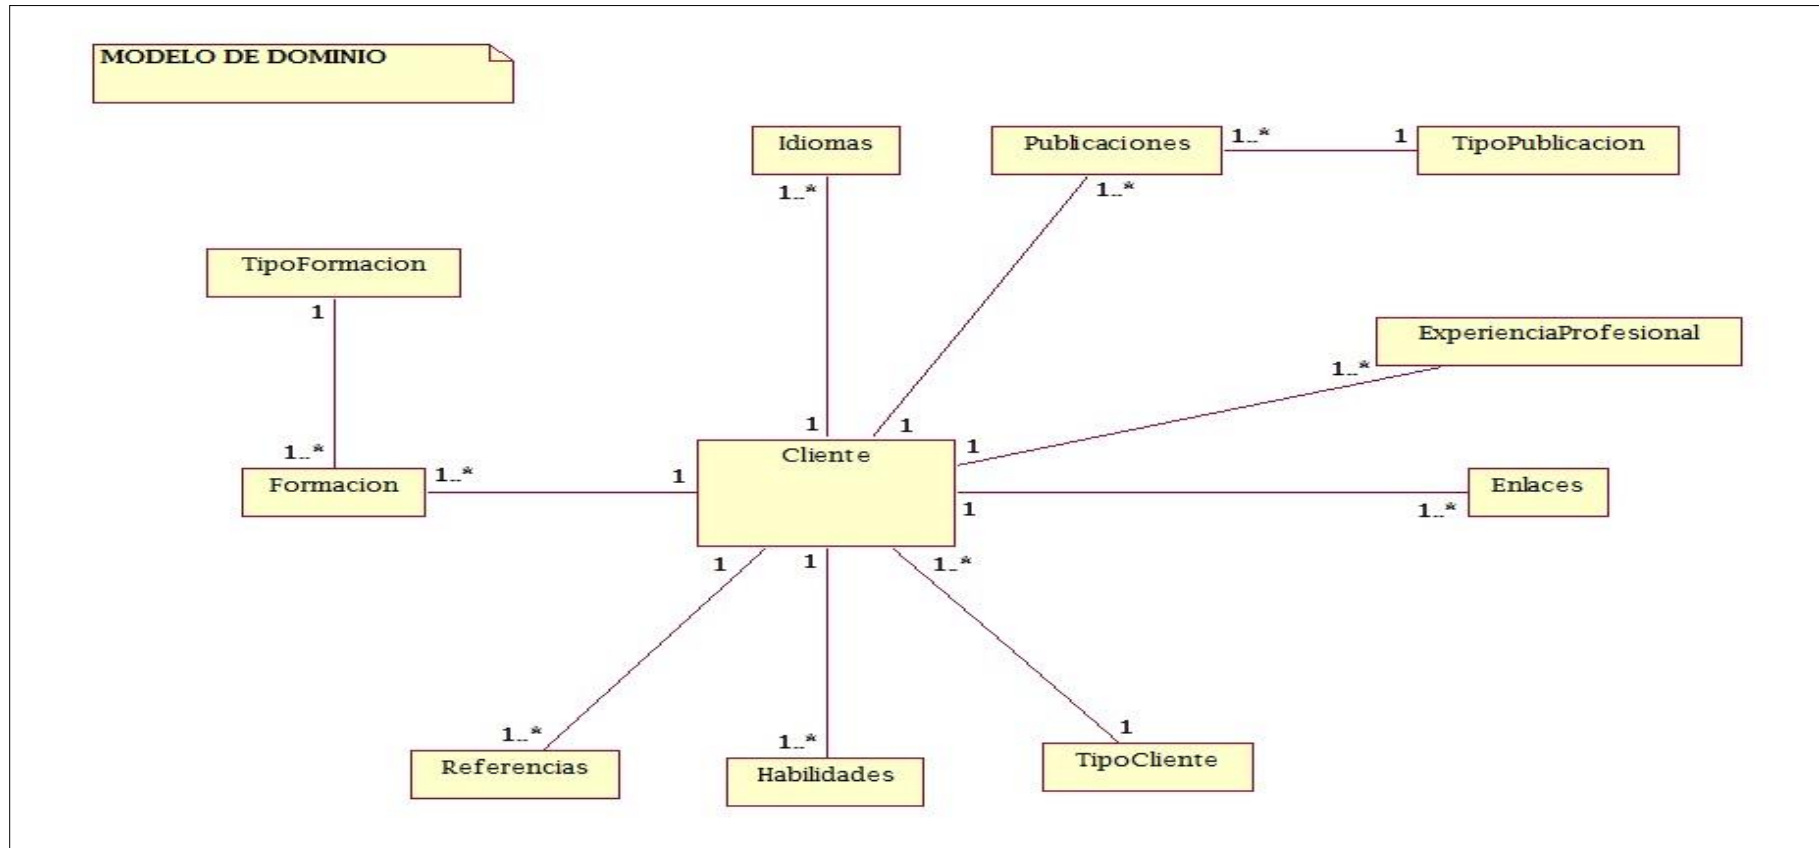 MODELO DE DOMINIO
Idiomas
1..*
Publicaciones
1..*
1
TipoPublicacion
1..*
TipoFormacion
1
ExperienciaProfesional
1..*
1
1
1
Cliente
1..*
Formacion
1..*
1
1
Enlaces
1..*
1
1
1..*
1..*
Referencias
1..*
Habilidades
1
TipoCliente